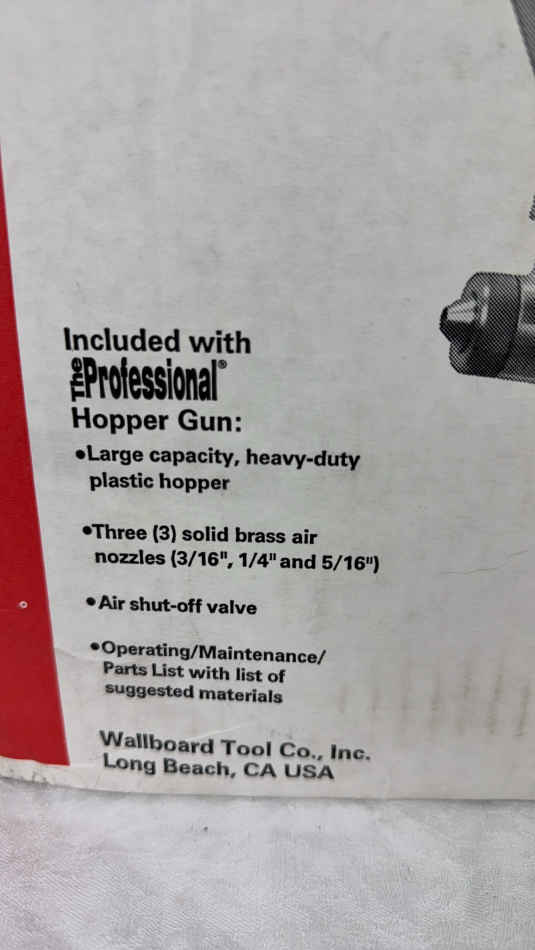 Included with
The Professional®
Hopper Gun:
•Large capacity, heavy-duty
plastic hopper
•Three (3) solid brass air
nozzles (3/16", 1/4" and 5/16")
•Air shut-off valve
•Operating/Maintenance/
Parts List with list of
suggested materials
Wallboard Tool Co., Inc.
Long Beach, CA USA